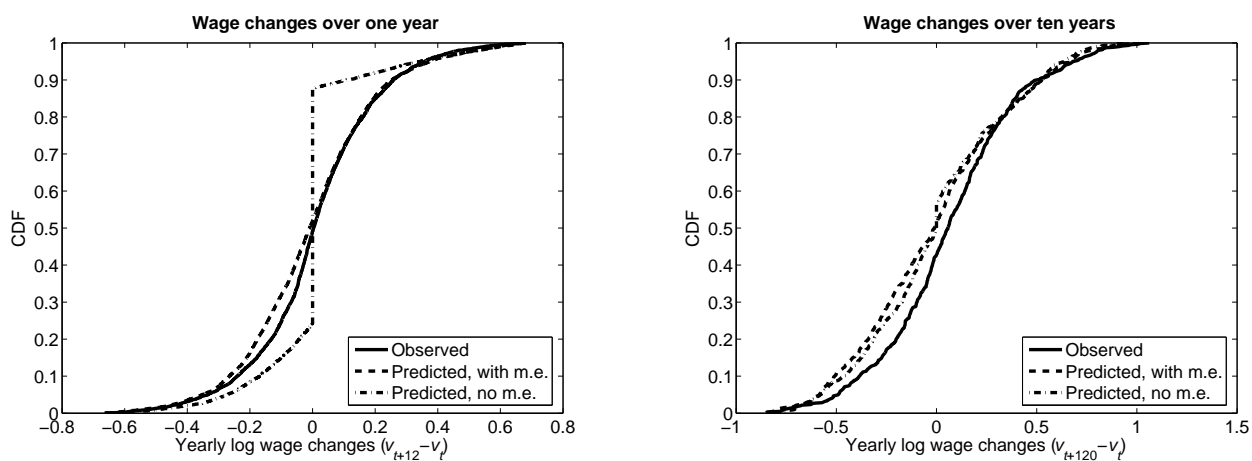 Wage changes over one year
1
0.9
0.8
0.7
0.6
0.5
0.4
0.3
0.2
0.1
0
CDF
Observed
Predicted, with m.e.
Predicted, no m.e.
−0.8 −0.6 −0.4 −0.2 0 0.2 0.4 0.6 0.8
Yearly log wage changes (v_{t+12}−v_t)
Wage changes over ten years
1
0.9
0.8
0.7
0.6
0.5
0.4
0.3
0.2
0.1
0
CDF
Observed
Predicted, with m.e.
Predicted, no m.e.
−1 −0.5 0 0.5 1 1.5
Yearly log wage changes (v_{t+120}−v_t)